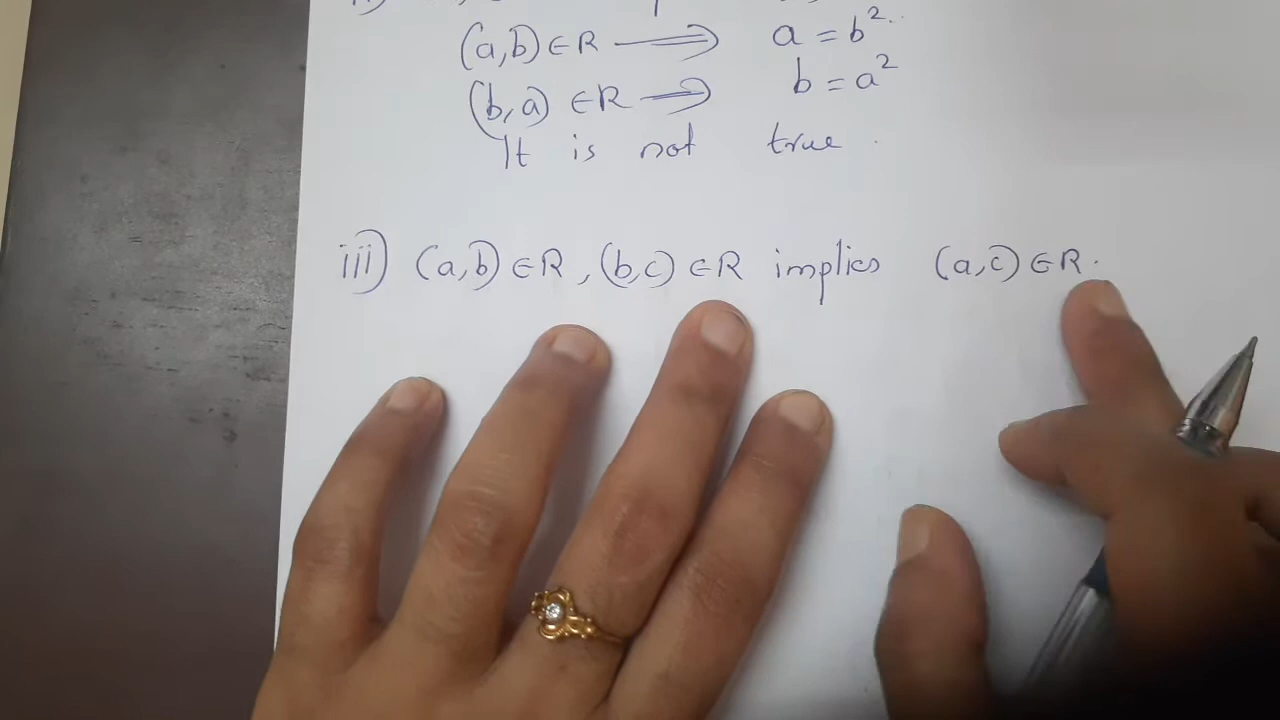 (a,b) ∈ R ⟹ a = b².
(b,a) ∈ R ⟹ b = a²
It is not true.
iii) (a,b) ∈ R, (b,c) ∈ R implies (a,c) ∈ R.